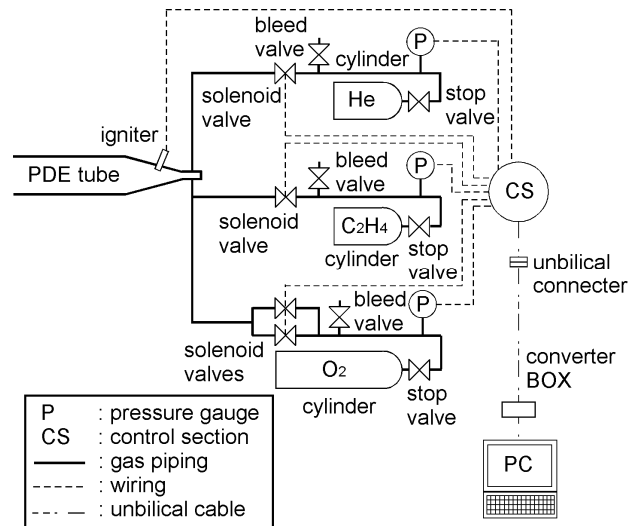 bleed
valve
P
cylinder
He
solenoid
valve
stop
valve
igniter
PDE tube
bleed
valve
P
CS
C2H4
solenoid
valve
cylinder
stop
valve
unbilical
connecter
bleed
valve
P
solenoid
valves
O2
cylinder
stop
valve
converter
BOX
PC
P : pressure gauge
CS : control section
: gas piping
: wiring
: unbilical cable